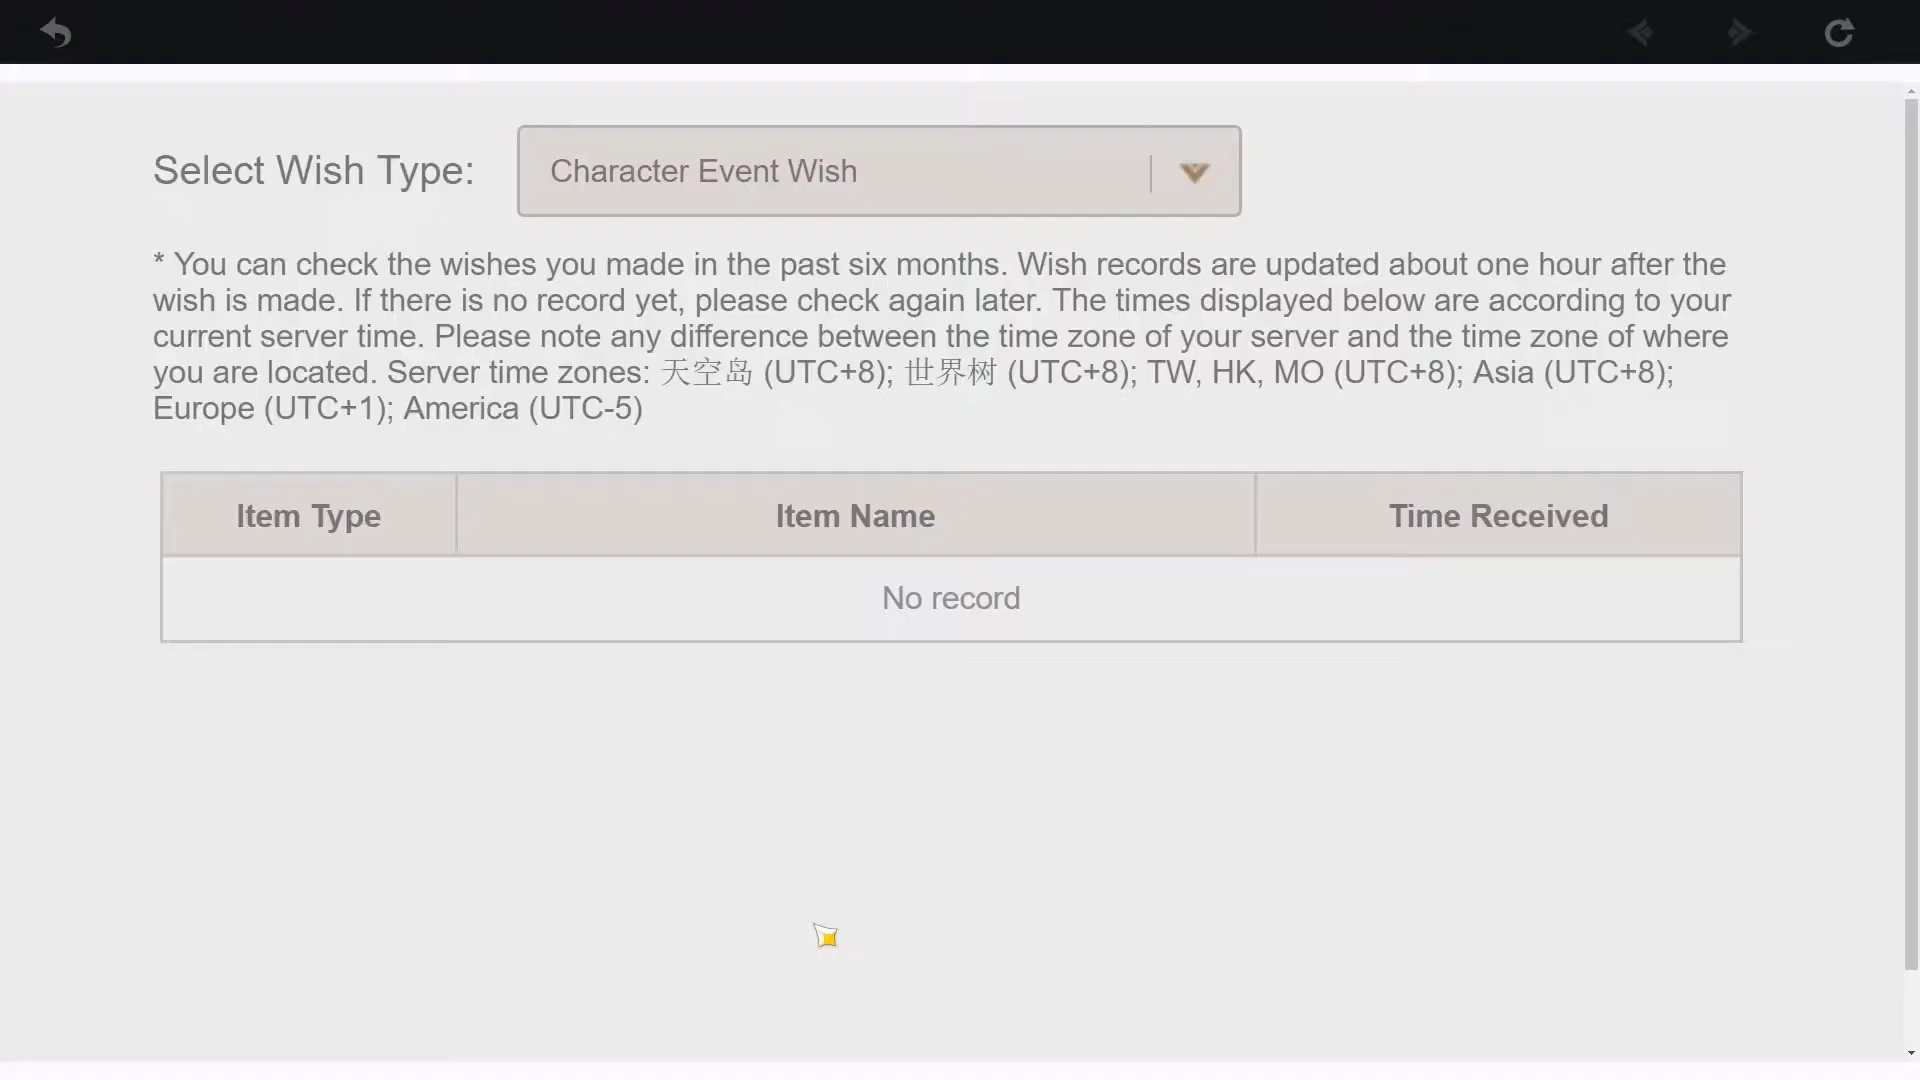 Select Wish Type:
Character Event Wish
* You can check the wishes you made in the past six months. Wish records are updated about one hour after the
wish is made. If there is no record yet, please check again later. The times displayed below are according to your
current server time. Please note any difference between the time zone of your server and the time zone of where
you are located. Server time zones: 天空岛 (UTC+8); 世界树 (UTC+8); TW, HK, MO (UTC+8); Asia (UTC+8);
Europe (UTC+1); America (UTC-5)
Item Type
Item Name
Time Received
No record